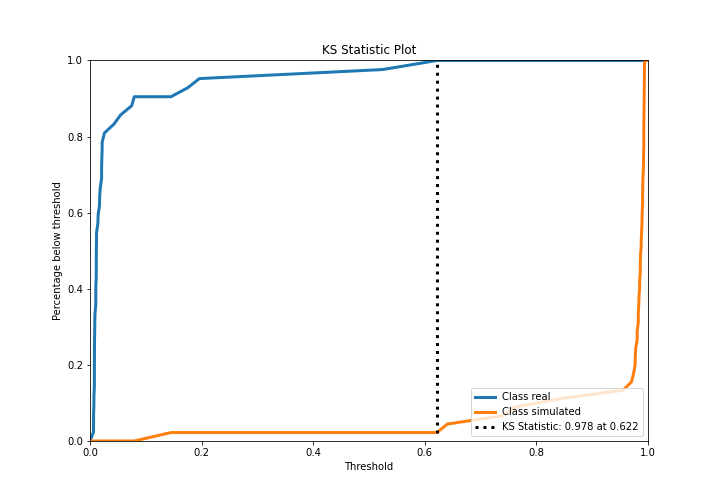 KS Statistic Plot
1.0
0.8
0.6
0.4
0.2
0.0
Percentage below threshold
0.0 0.2 0.4 0.6 0.8 1.0
Threshold
Class real
Class simulated
KS Statistic: 0.978 at 0.622